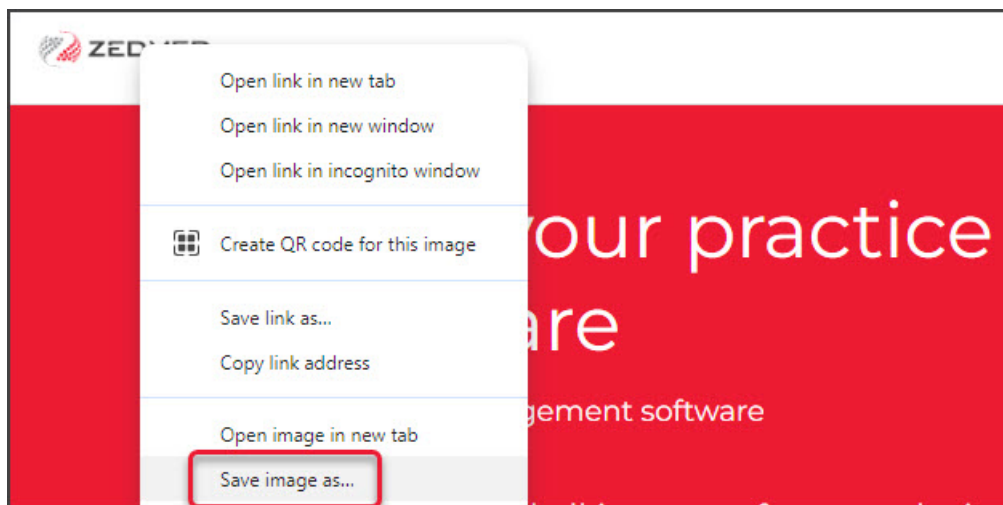 Open link in new tab
Open link in new window
Open link in incognito window
Create QR code for this image
your practice
are
Save link as...
Copy link address
gement software
Open image in new tab
Save image as...